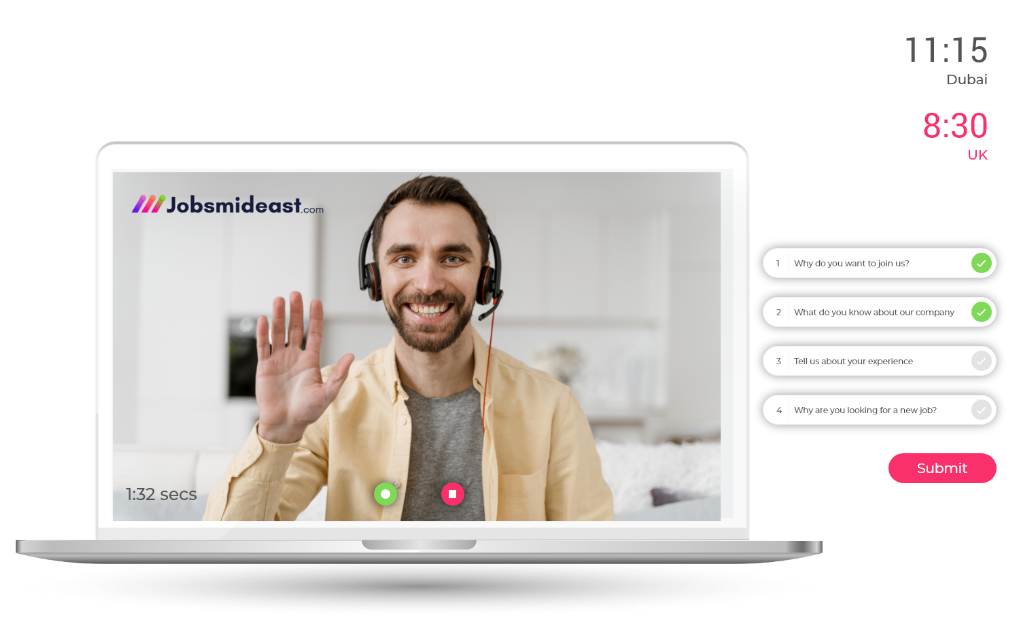 11:15
Dubai
8:30
UK
Jobsmideast.com
1 Why do you want to join us?
2 What do you know about our company
3 Tell us about your experience
4 Why are you looking for a new job?
Submit
1:32 secs